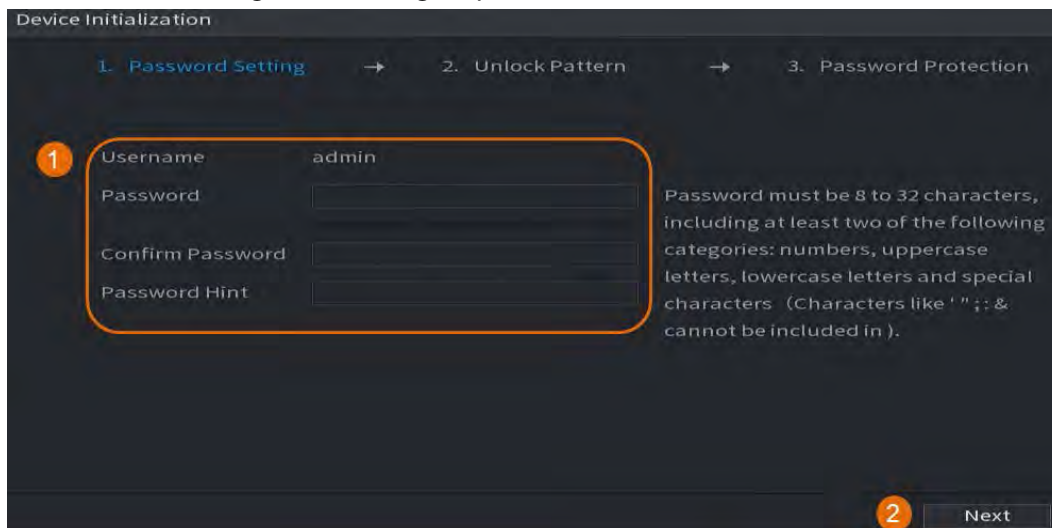 Device Initialization
1. Password Setting → 2. Unlock Pattern → 3. Password Protection
1
Username admin
Password
Confirm Password
Password Hint
Password must be 8 to 32 characters,
including at least two of the following
categories: numbers, uppercase
letters, lowercase letters and special
characters (Characters like ' " ; : &
cannot be included in ).
2
Next